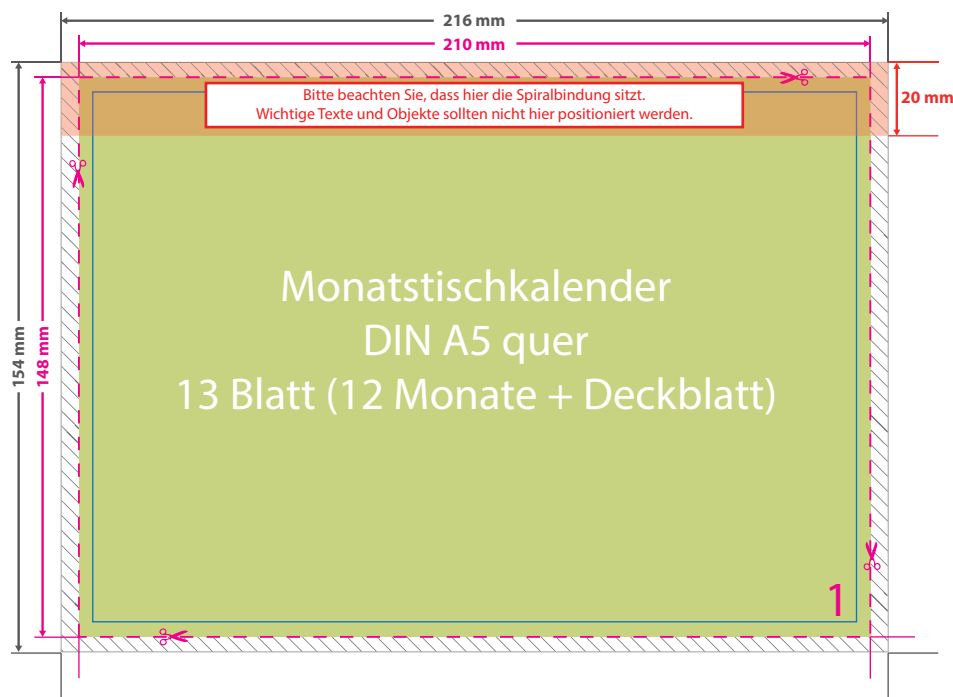 216 mm
210 mm
20 mm
Bitte beachten Sie, dass hier die Spiralbindung sitzt.
Wichtige Texte und Objekte sollten nicht hier positioniert werden.
154 mm
148 mm
Monatstischkalender
DIN A5 quer
13 Blatt (12 Monate + Deckblatt)
1